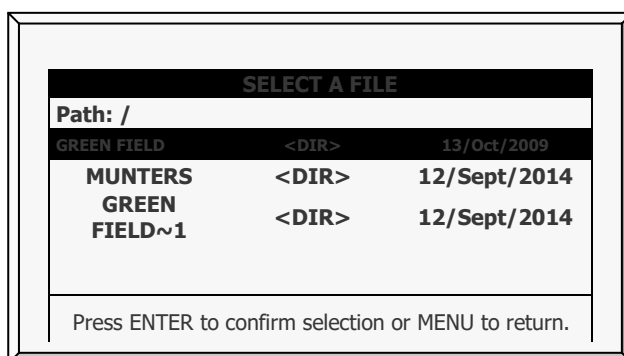 SELECT A FILE
Path: /
GREEN FIELD <DIR> 13/Oct/2009
MUNTERS <DIR> 12/Sept/2014
GREEN
FIELD~1 <DIR> 12/Sept/2014
Press ENTER to confirm selection or MENU to return.